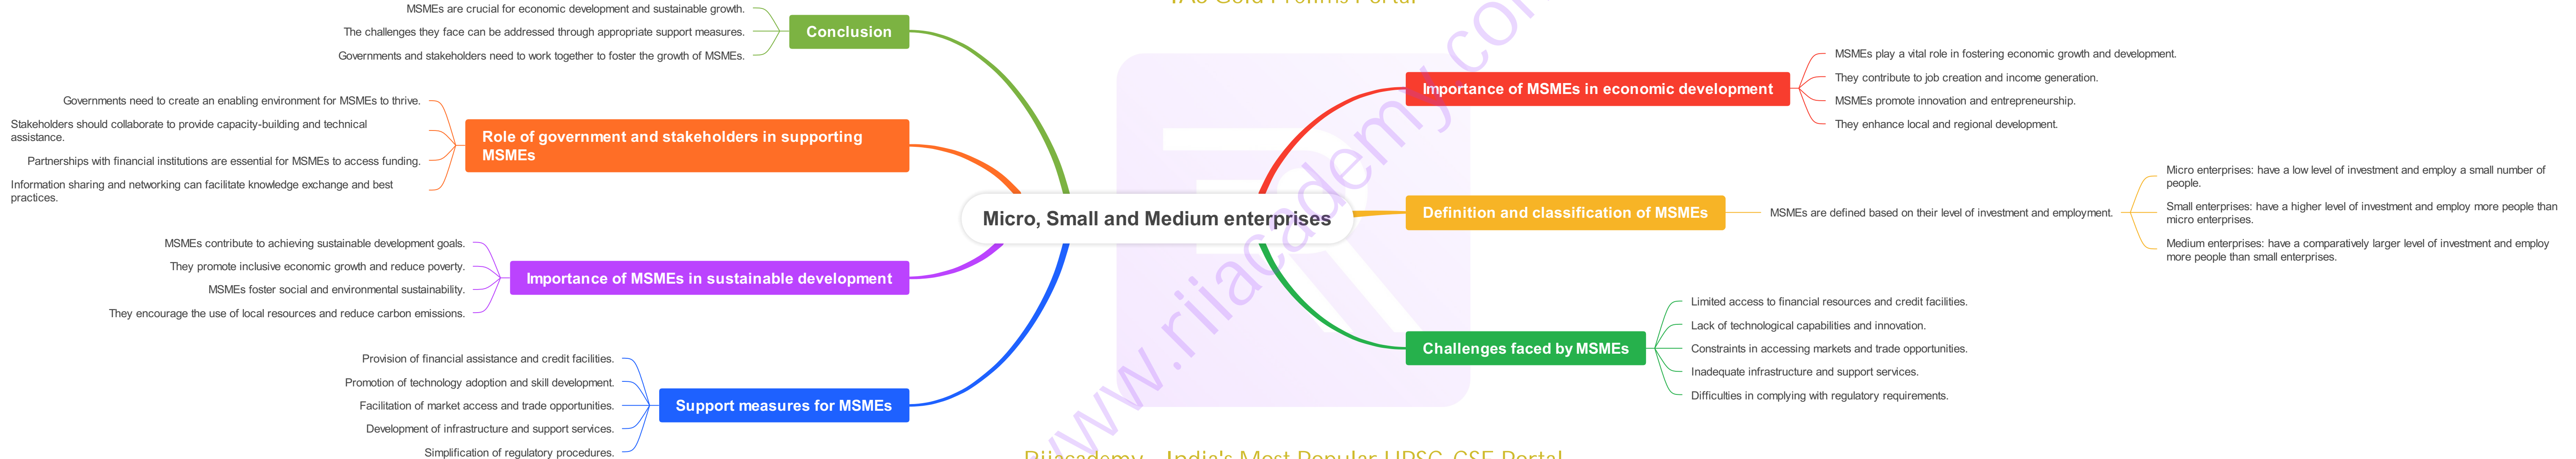 IAS Gold Prelims Portal
MSMEs are crucial for economic development and sustainable growth.
The challenges they face can be addressed through appropriate support measures.
Governments and stakeholders need to work together to foster the growth of MSMEs.
Conclusion
Governments need to create an enabling environment for MSMEs to thrive.
Stakeholders should collaborate to provide capacity-building and technical
assistance.
Partnerships with financial institutions are essential for MSMEs to access funding.
Information sharing and networking can facilitate knowledge exchange and best
practices.
Role of government and stakeholders in supporting
MSMEs
MSMEs contribute to achieving sustainable development goals.
They promote inclusive economic growth and reduce poverty.
MSMEs foster social and environmental sustainability.
They encourage the use of local resources and reduce carbon emissions.
Importance of MSMEs in sustainable development
Provision of financial assistance and credit facilities.
Promotion of technology adoption and skill development.
Facilitation of market access and trade opportunities.
Development of infrastructure and support services.
Simplification of regulatory procedures.
Support measures for MSMEs
Micro, Small and Medium enterprises
Importance of MSMEs in economic development
MSMEs play a vital role in fostering economic growth and development.
They contribute to job creation and income generation.
MSMEs promote innovation and entrepreneurship.
They enhance local and regional development.
Definition and classification of MSMEs
MSMEs are defined based on their level of investment and employment.
Micro enterprises: have a low level of investment and employ a small number of
people.
Small enterprises: have a higher level of investment and employ more people than
micro enterprises.
Medium enterprises: have a comparatively larger level of investment and employ
more people than small enterprises.
Challenges faced by MSMEs
Limited access to financial resources and credit facilities.
Lack of technological capabilities and innovation.
Constraints in accessing markets and trade opportunities.
Inadequate infrastructure and support services.
Difficulties in complying with regulatory requirements.
www.rijiacademy.com
Rijiacademy - India's Most Popular UPSC-CSE Portal